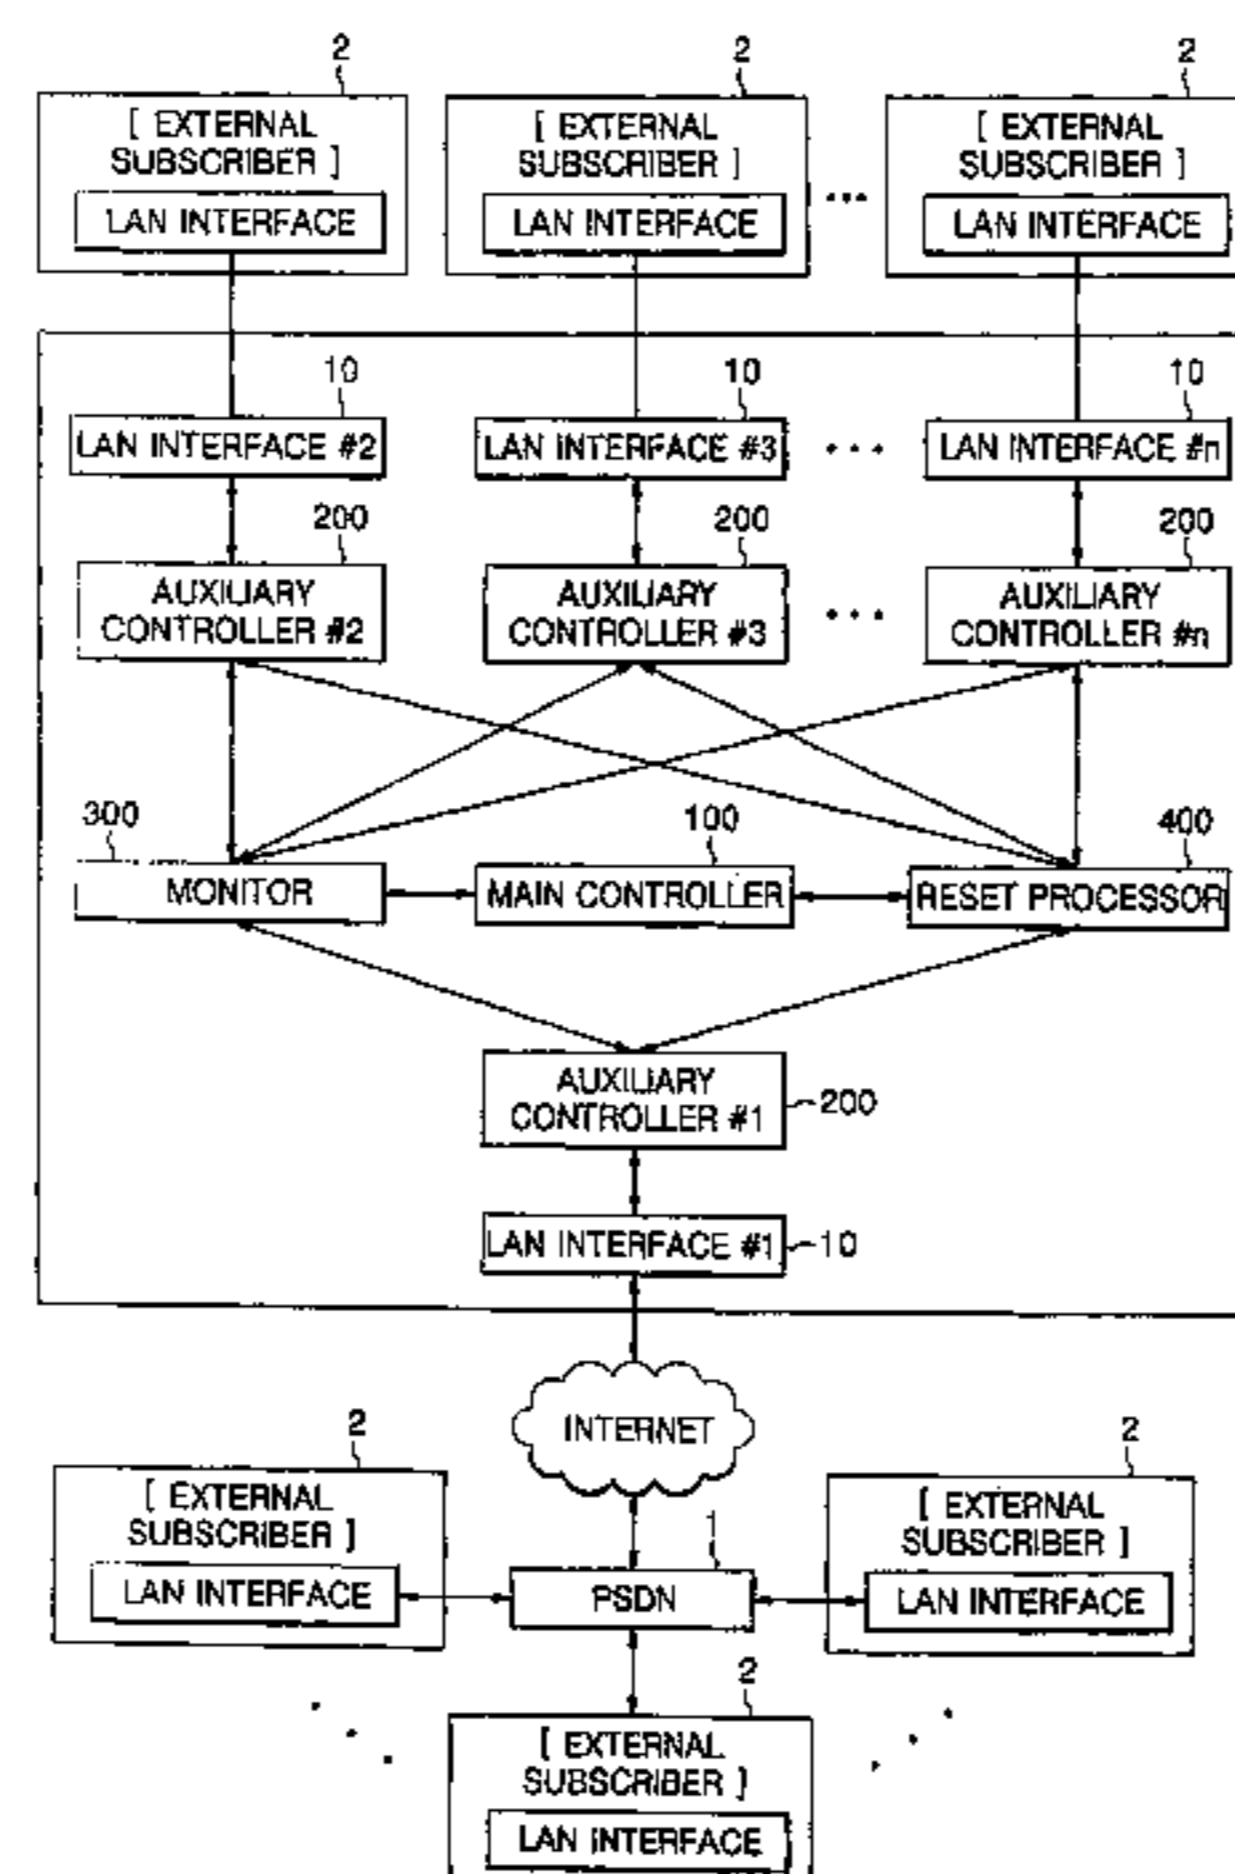 2
2
2
[ EXTERNAL
SUBSCRIBER ]
LAN INTERFACE
[ EXTERNAL
SUBSCRIBER ]
LAN INTERFACE
...
[ EXTERNAL
SUBSCRIBER ]
LAN INTERFACE
10
10
10
LAN INTERFACE #2
LAN INTERFACE #3
...
LAN INTERFACE #n
200
200
200
AUXILIARY
CONTROLLER #2
AUXILIARY
CONTROLLER #3
...
AUXILIARY
CONTROLLER #n
300
100
400
MONITOR
MAIN CONTROLLER
RESET PROCESSOR
AUXILIARY
CONTROLLER #1
200
LAN INTERFACE #1
10
INTERNET
2
2
[ EXTERNAL
SUBSCRIBER ]
LAN INTERFACE
1
PSDN
[ EXTERNAL
SUBSCRIBER ]
LAN INTERFACE
2
[ EXTERNAL
SUBSCRIBER ]
LAN INTERFACE